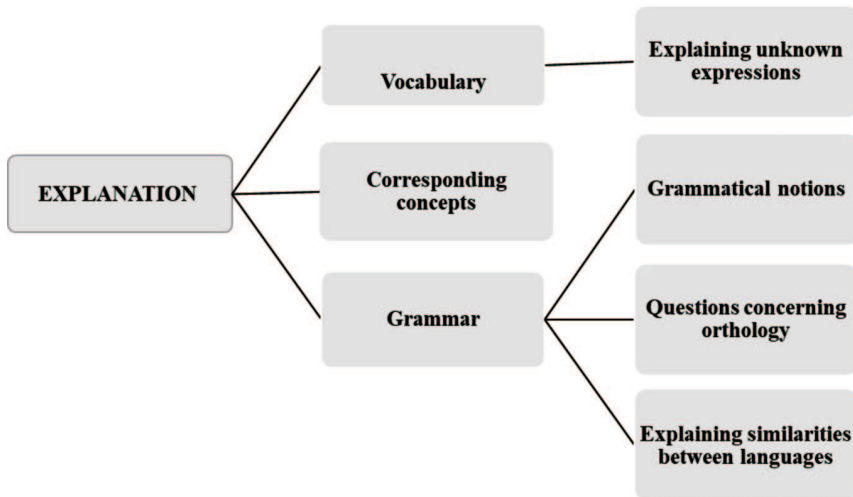 EXPLANATION
Vocabulary
Explaining unknown
expressions
Corresponding
concepts
Grammar
Grammatical notions
Questions concerning
orthology
Explaining similarities
between languages